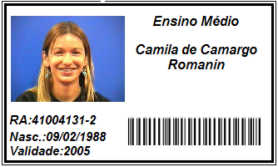 Ensino Médio
Camila de Camargo
Romanin
RA:41004131-2
Nasc.:09/02/1988
Validade:2005